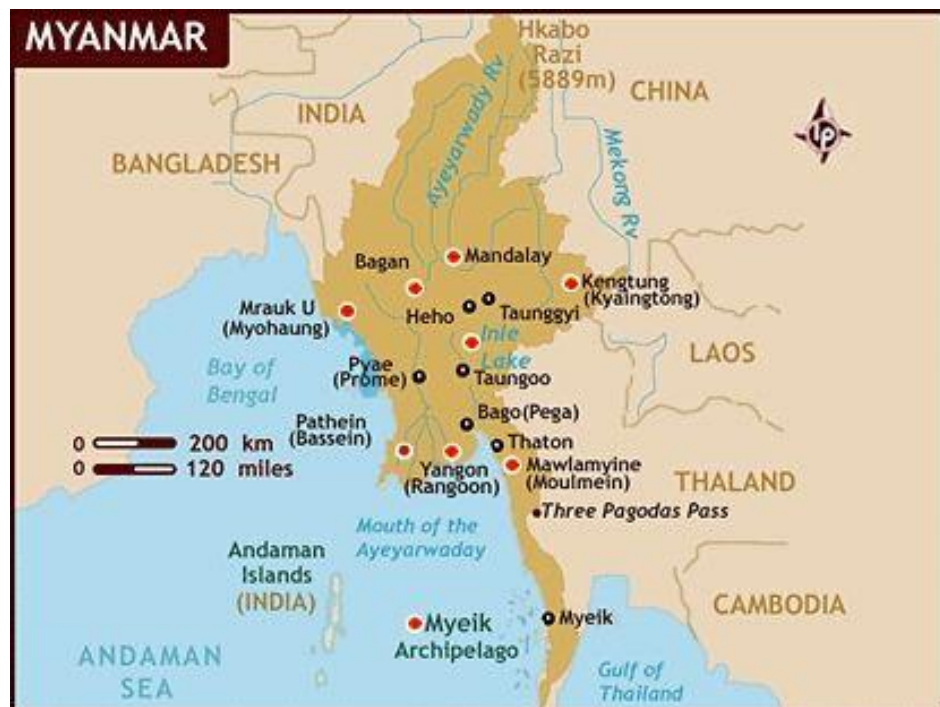 MYANMAR
Hkabo
Razi
(5889m)
CHINA
INDIA
BANGLADESH
Ayeyarwady Rv
Mekong Rv
lp
Mandalay
Bagan
Kengtung
(Kyaingtong)
Mrauk U
(Myohaung)
Heho
Taunggyi
Inle
Lake
LAOS
Bay of
Bengal
Pyae
(Prome)
Taungoo
Bago(Pega)
Pathein
(Bassein)
Thaton
0 200 km
0 120 miles
Yangon
(Rangoon)
Mawlamyine
(Moulmein)
THAILAND
Three Pagodas Pass
Mouth of the
Ayeyarwaday
Andaman
Islands
(INDIA)
CAMBODIA
Myeik
Archipelago
Myeik
ANDAMAN
SEA
Gulf of
Thailand